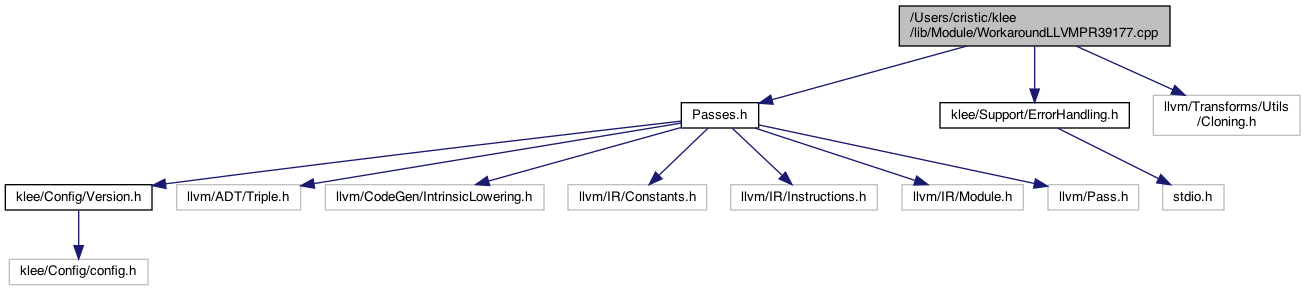 /Users/cristic/klee
/lib/Module/WorkaroundLLVMPR39177.cpp
Passes.h
klee/Support/ErrorHandling.h
llvm/Transforms/Utils
/Cloning.h
klee/Config/Version.h
llvm/ADT/Triple.h
llvm/CodeGen/IntrinsicLowering.h
llvm/IR/Constants.h
llvm/IR/Instructions.h
llvm/IR/Module.h
llvm/Pass.h
stdio.h
klee/Config/config.h